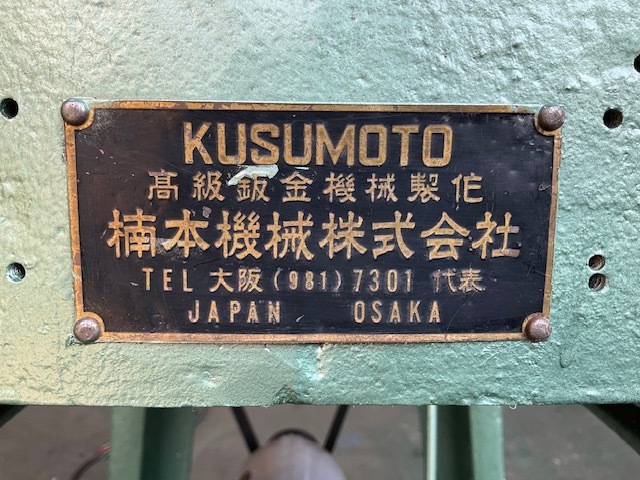 KUSUMOTO
高級鈑金機械製作
楠本機械株式会社
TEL 大阪 (981) 7301 代表
JAPAN OSAKA